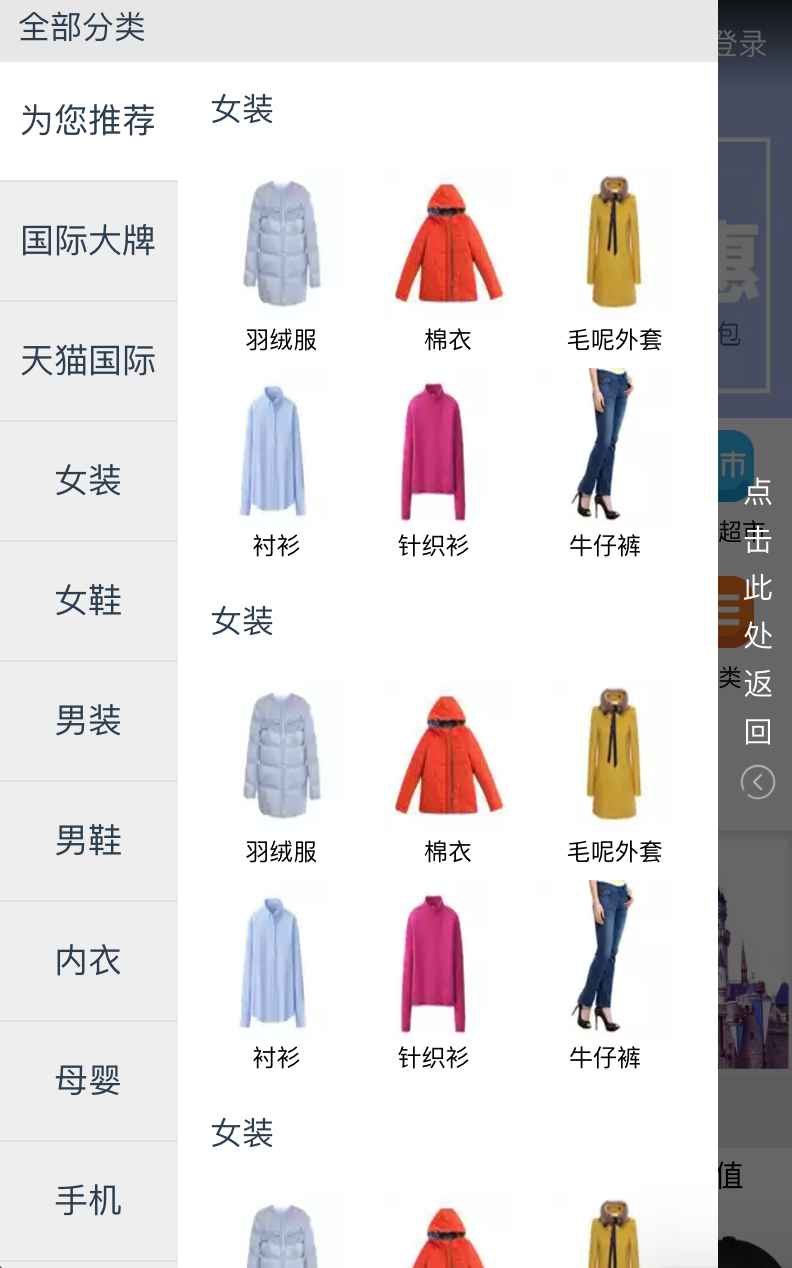 全部分类
登录
为您推荐
国际大牌
天猫国际
女装
女鞋
男装
男鞋
内衣
母婴
手机
女装
羽绒服
棉衣
毛呢外套
衬衫
针织衫
牛仔裤
女装
羽绒服
棉衣
毛呢外套
衬衫
针织衫
牛仔裤
女装
惠
包
市
超市
类
值
点击此处返回